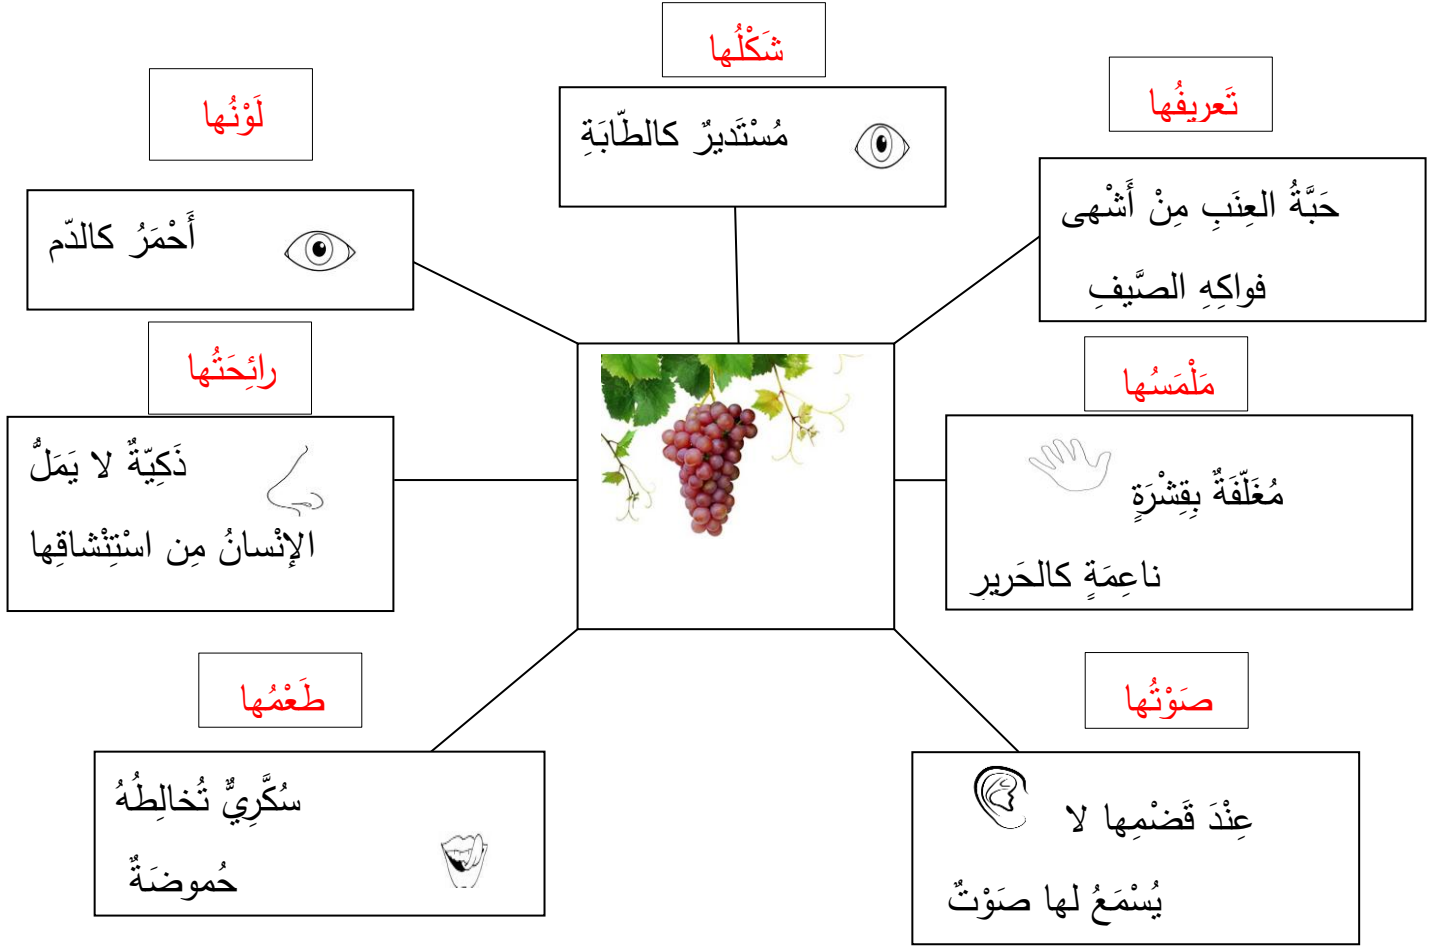 شَكْلُها
مُسْتَديرٌ كالطّابَةِ
تَعريفُها
حَبَّةُ العِنَبِ مِنْ أَشْهى
فواكِهِ الصَّيفِ
لَوْنُها
أَحْمَرُ كالدّم
مَلْمَسُها
مُغَلّفَةٌ بِقِشْرَةٍ
ناعِمَةٍ كالحَريرِ
رائِحَتُها
ذَكِيّةٌ لا يَمَلُّ
الإنْسانُ مِن اسْتِنْشاقِها
صَوْتُها
عِنْدَ قَضْمِها لا
يُسْمَعُ لها صَوْتٌ
طَعْمُها
سُكَّرِيٌّ تُخالِطُهُ
حُموضَةٌ